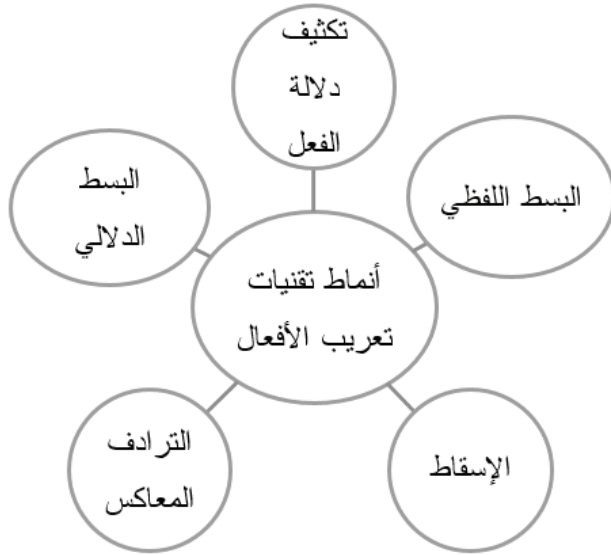 تكثيف
دلالة
الفعل
البسط اللفظي
البسط
الدلالي
أنماط تقنيات
تعريب الأفعال
الإسقاط
الترادف
المعاكس